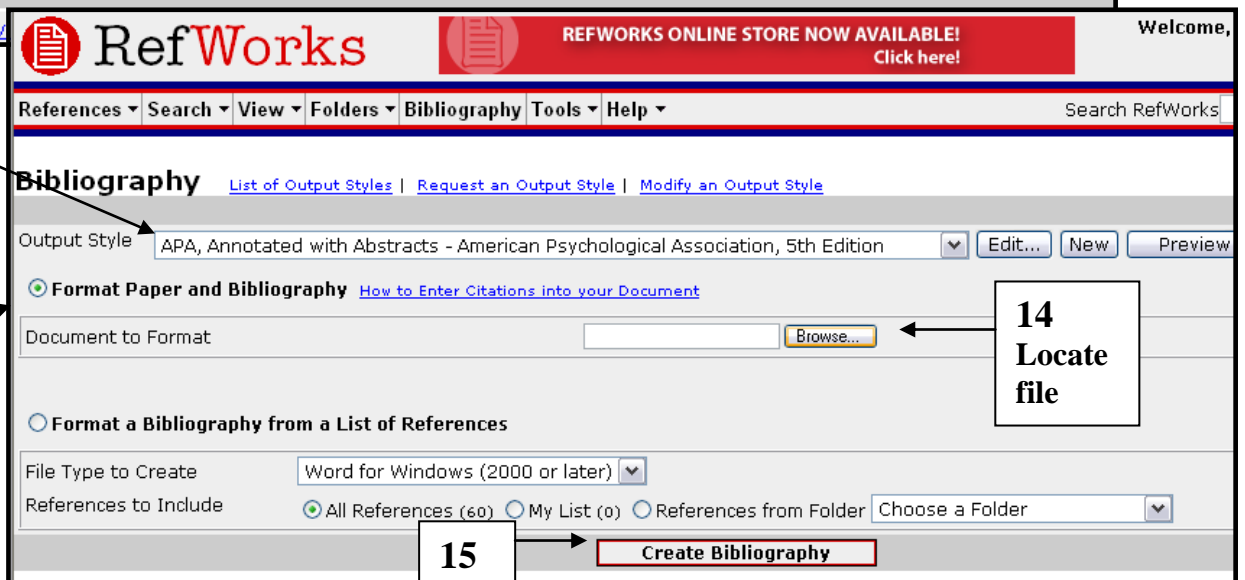 RefWorks
REFWORKS ONLINE STORE NOW AVAILABLE!
Click here!
Welcome,
References Search View Folders Bibliography Tools Help
Search RefWorks
Bibliography List of Output Styles | Request an Output Style | Modify an Output Style
Output Style APA, Annotated with Abstracts - American Psychological Association, 5th Edition Edit... New Preview
Format Paper and Bibliography How to Enter Citations into your Document
Document to Format Browse...
14
Locate
file
Format a Bibliography from a List of References
File Type to Create Word for Windows (2000 or later)
References to Include All References (60) My List (0) References from Folder Choose a Folder
15
Create Bibliography